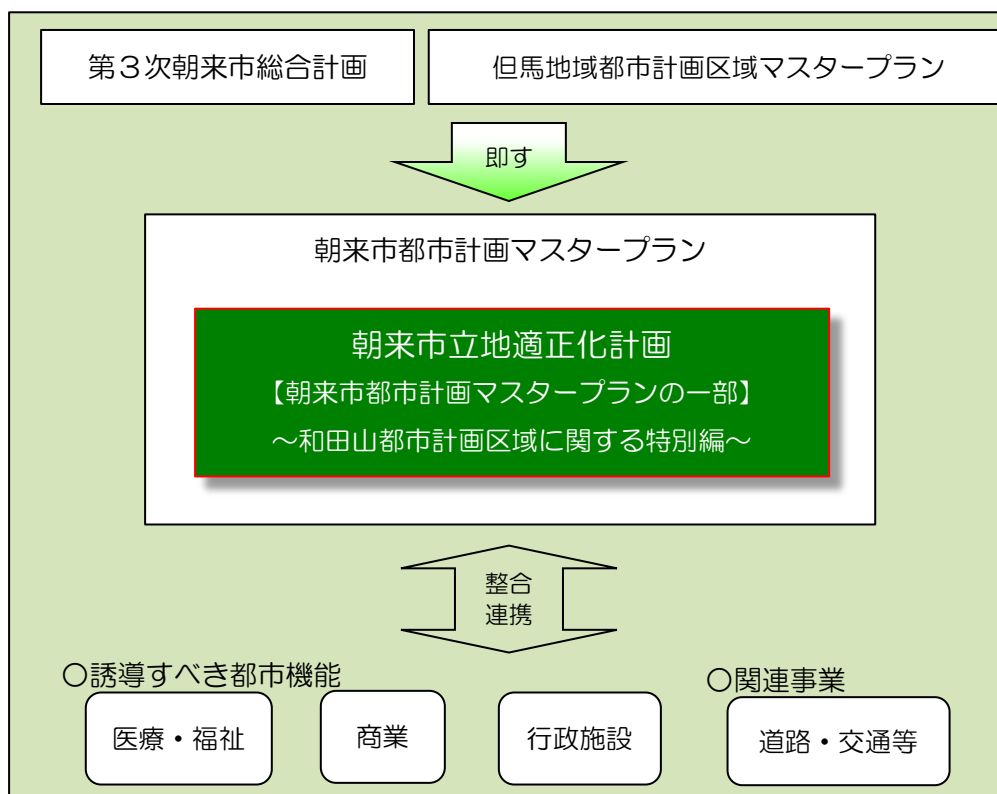 第３次朝来市総合計画
但馬地域都市計画区域マスタープラン
即す
朝来市都市計画マスタープラン
朝来市立地適正化計画
【朝来市都市計画マスタープランの一部】
～和田山都市計画区域に関する特別編～
整合
連携
〇誘導すべき都市機能
〇関連事業
医療・福祉
商業
行政施設
道路・交通等